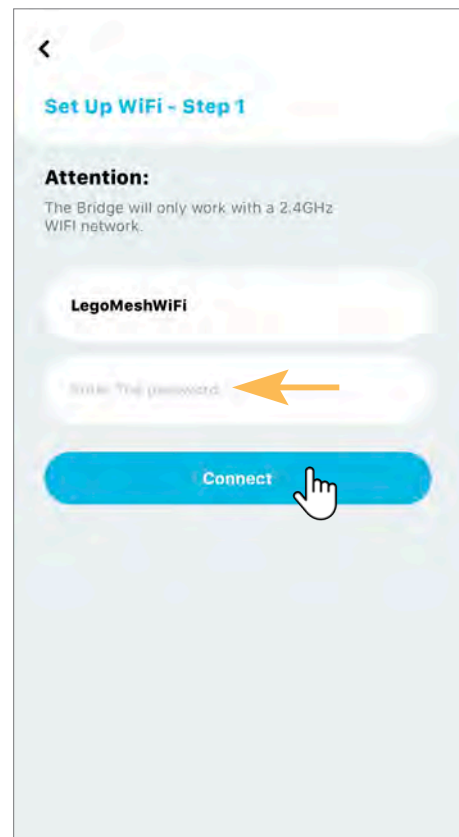 Set Up WiFi - Step 1
Attention:
The Bridge will only work with a 2.4GHz
WIFI network.
LegoMeshWiFi
Enter The password
Connect